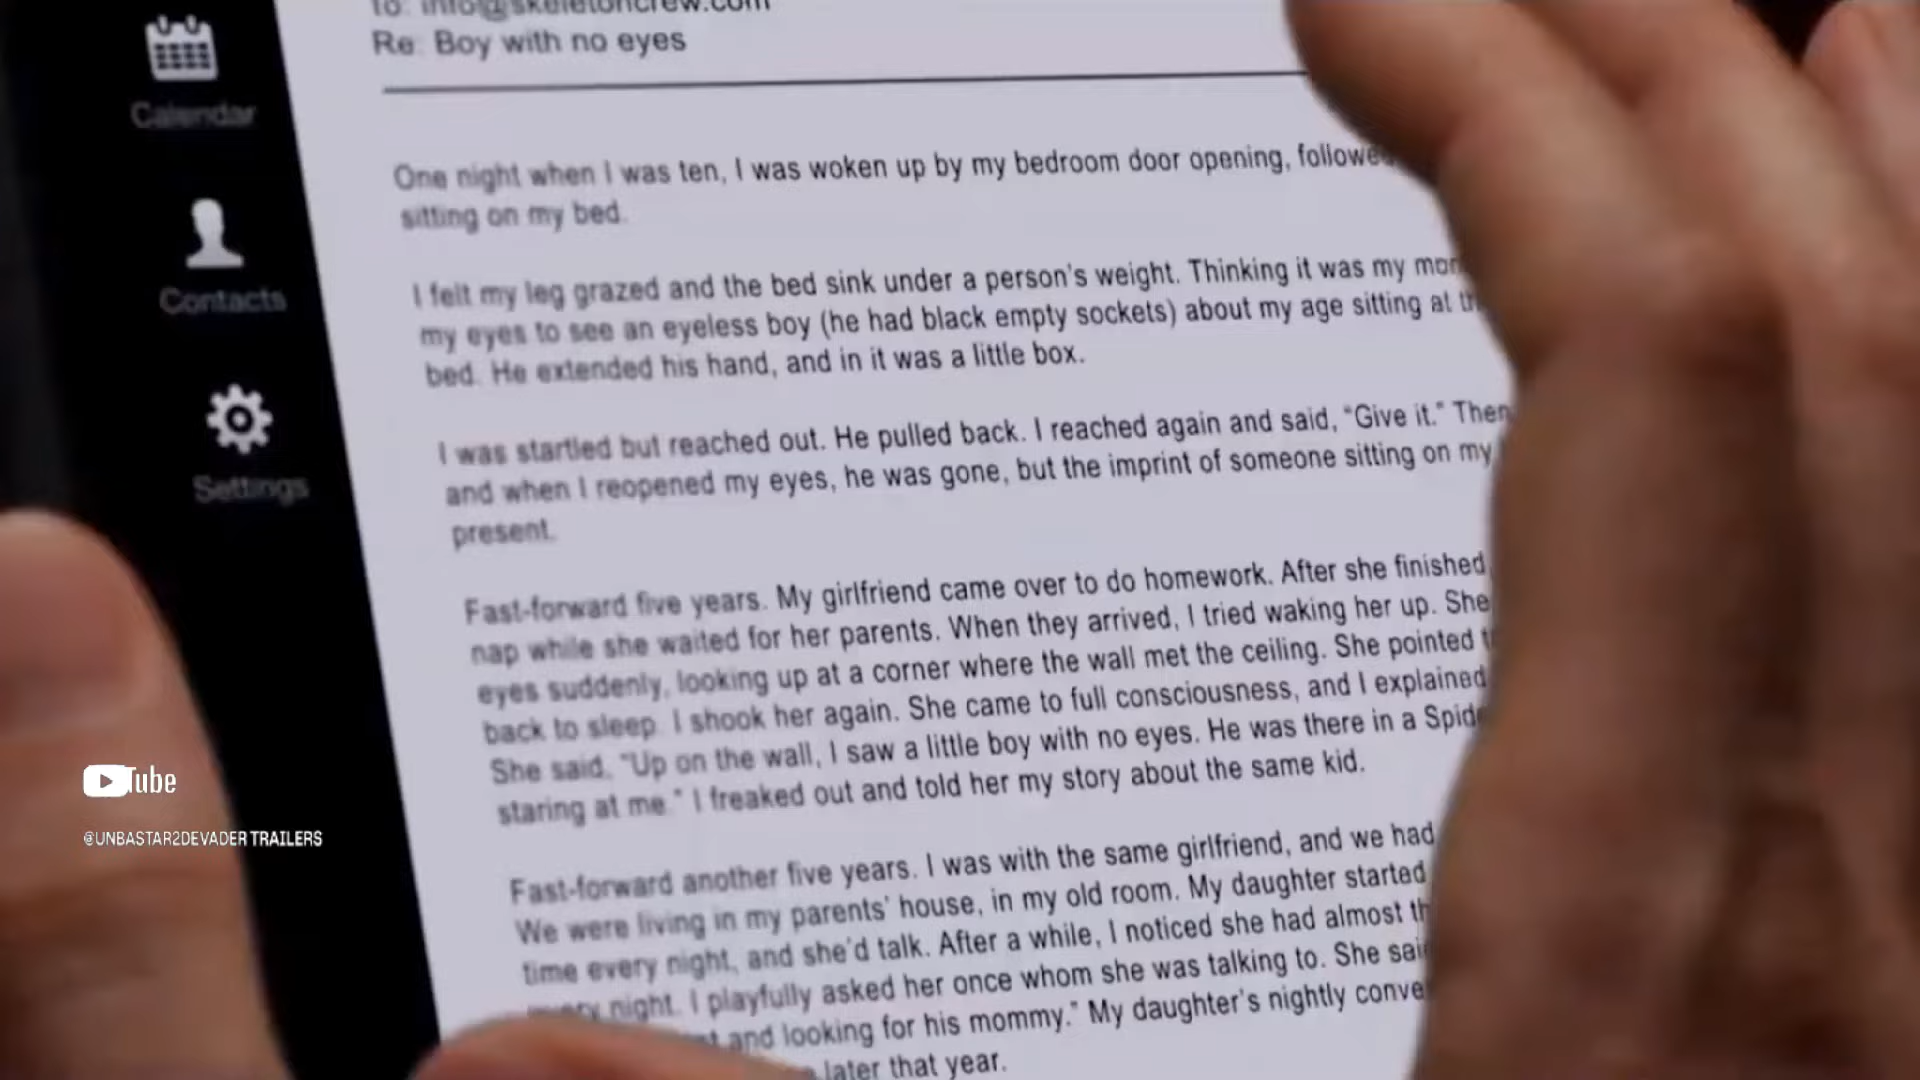 To: info@skeletoncrew.com
Re: Boy with no eyes
Calendar
Contacts
Settings
One night when I was ten, I was woken up by my bedroom door opening, followe
sitting on my bed.
I felt my leg grazed and the bed sink under a person's weight. Thinking it was my mom
my eyes to see an eyeless boy (he had black empty sockets) about my age sitting at th
bed. He extended his hand, and in it was a little box.
I was startled but reached out. He pulled back. I reached again and said, “Give it.” Then
and when I reopened my eyes, he was gone, but the imprint of someone sitting on my
present.
Fast-forward five years. My girlfriend came over to do homework. After she finished
nap while she waited for her parents. When they arrived, I tried waking her up. She
eyes suddenly, looking up at a corner where the wall met the ceiling. She pointed t
back to sleep. I shook her again. She came to full consciousness, and I explained
She said, “Up on the wall, I saw a little boy with no eyes. He was there in a Spide
staring at me.” I freaked out and told her my story about the same kid.
Fast-forward another five years. I was with the same girlfriend, and we had
We were living in my parents' house, in my old room. My daughter started
time every night, and she'd talk. After a while, I noticed she had almost th
every night. I playfully asked her once whom she was talking to. She said
and looking for his mommy.” My daughter's nightly conve
later that year.
Tube
@UNBASTAR2DEVADER TRAILERS